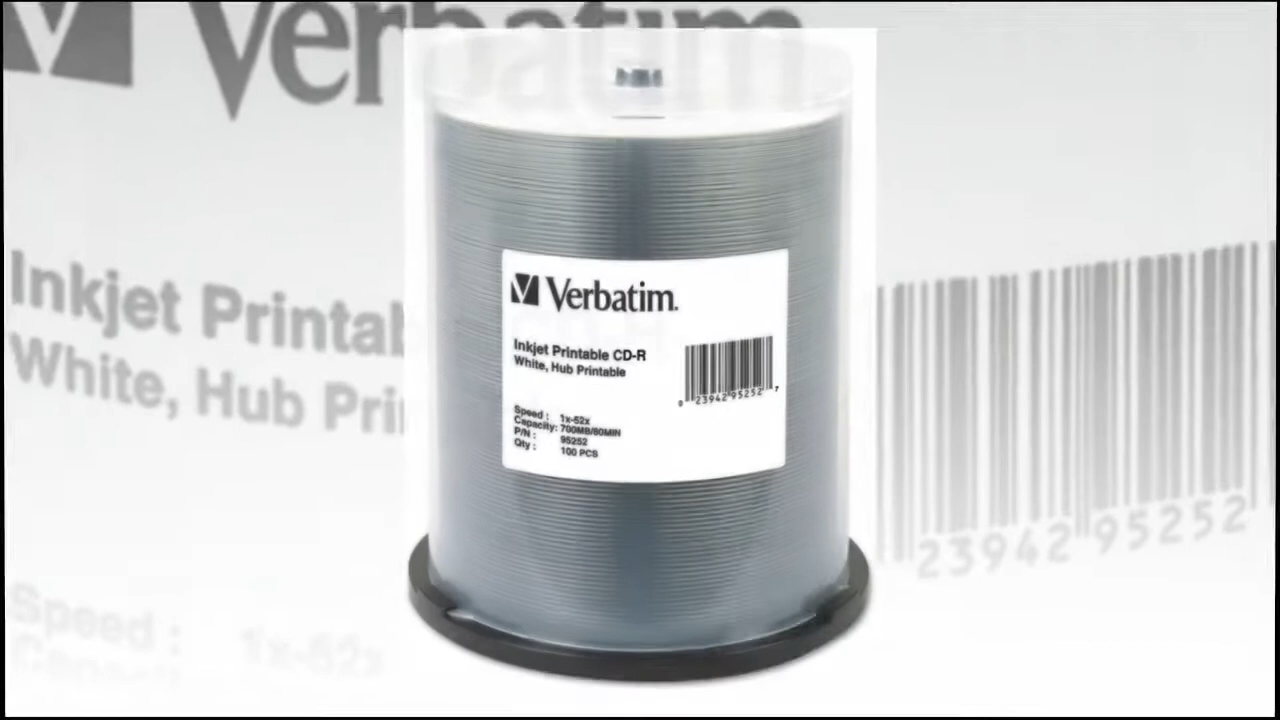 Verbatim
Verbatim.
Inkjet Printable CD-R
White, Hub Printable
0 23942 95252 7
Speed : 1x-52x
Capacity: 700MB/80MIN
P/N : 95252
Qty : 100 PCS
Inkjet Printab
White, Hub Pri
23942 95252
Speed : 1x-52x
Capacity: